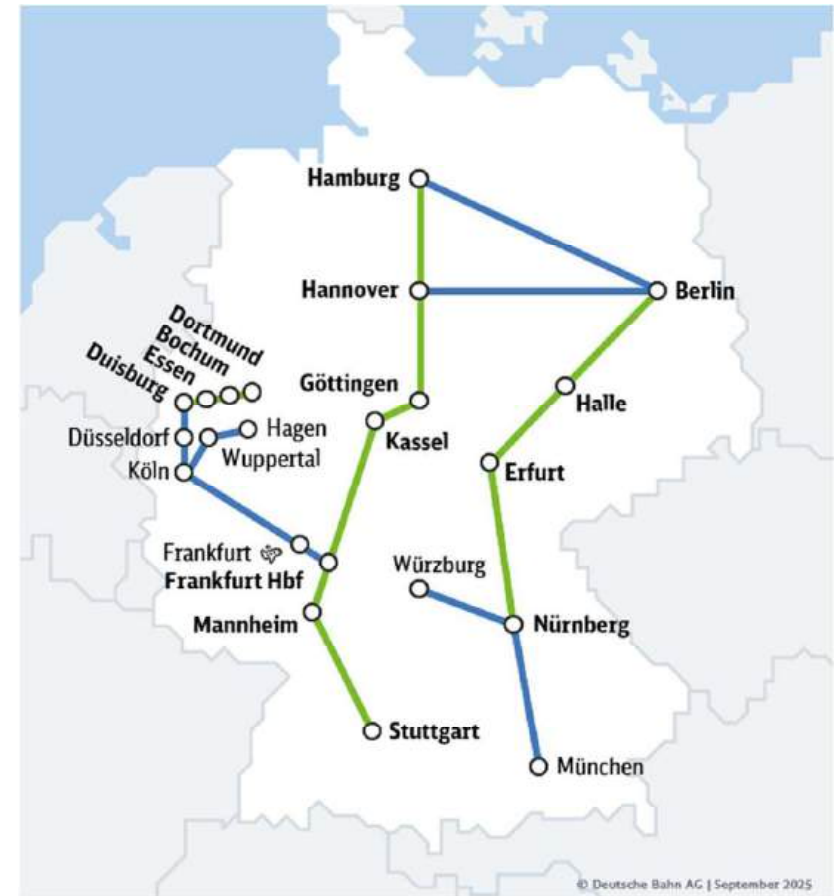 Hamburg
Hannover
Berlin
Dortmund
Bochum
Essen
Duisburg
Göttingen
Halle
Düsseldorf
Hagen
Kassel
Wuppertal
Köln
Erfurt
Frankfurt
Frankfurt Hbf
Würzburg
Mannheim
Nürnberg
Stuttgart
München
© Deutsche Bahn AG | September 2025